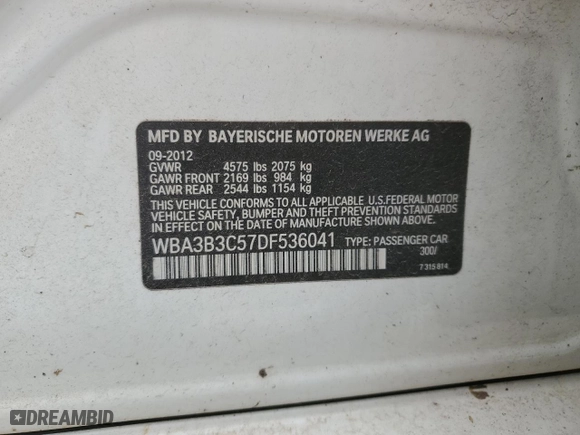 MFD BY BAYERISCHE MOTOREN WERKE AG
09-2012
GVWR 4575 lbs 2075 kg
GAWR FRONT 2169 lbs 984 kg
GAWR REAR 2544 lbs 1154 kg
THIS VEHICLE CONFORMS TO ALL APPLICABLE U.S.FEDERAL MOTOR
VEHICLE SAFETY, BUMPER AND THEFT PREVENTION STANDARDS
IN EFFECT ON THE DATE OF MANUFACTURE SHOWN ABOVE.
WBA3B3C57DF536041 TYPE: PASSENGER CAR
300/
7 315 814
DREAMBID